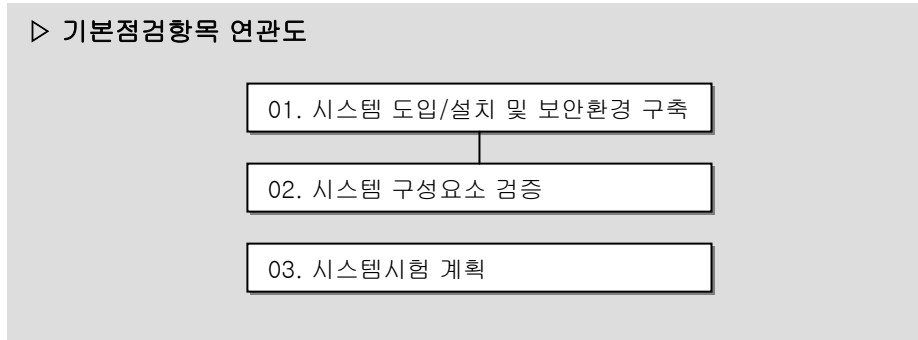 ▷ 기본점검항목 연관도
01. 시스템 도입/설치 및 보안환경 구축
02. 시스템 구성요소 검증
03. 시스템시험 계획